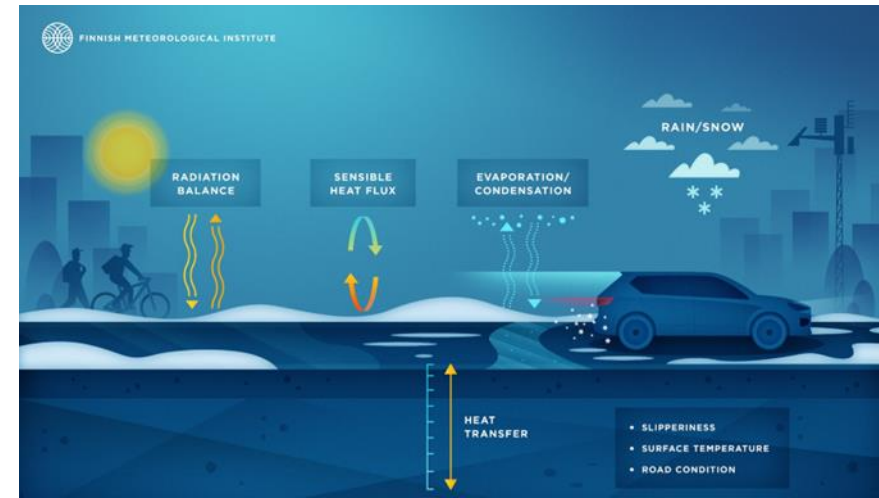 FINNISH METEOROLOGICAL INSTITUTE
RAIN/SNOW
RADIATION
BALANCE
SENSIBLE
HEAT FLUX
EVAPORATION/
CONDENSATION
HEAT
TRANSFER
• SLIPPERINESS
• SURFACE TEMPERATURE
• ROAD CONDITION